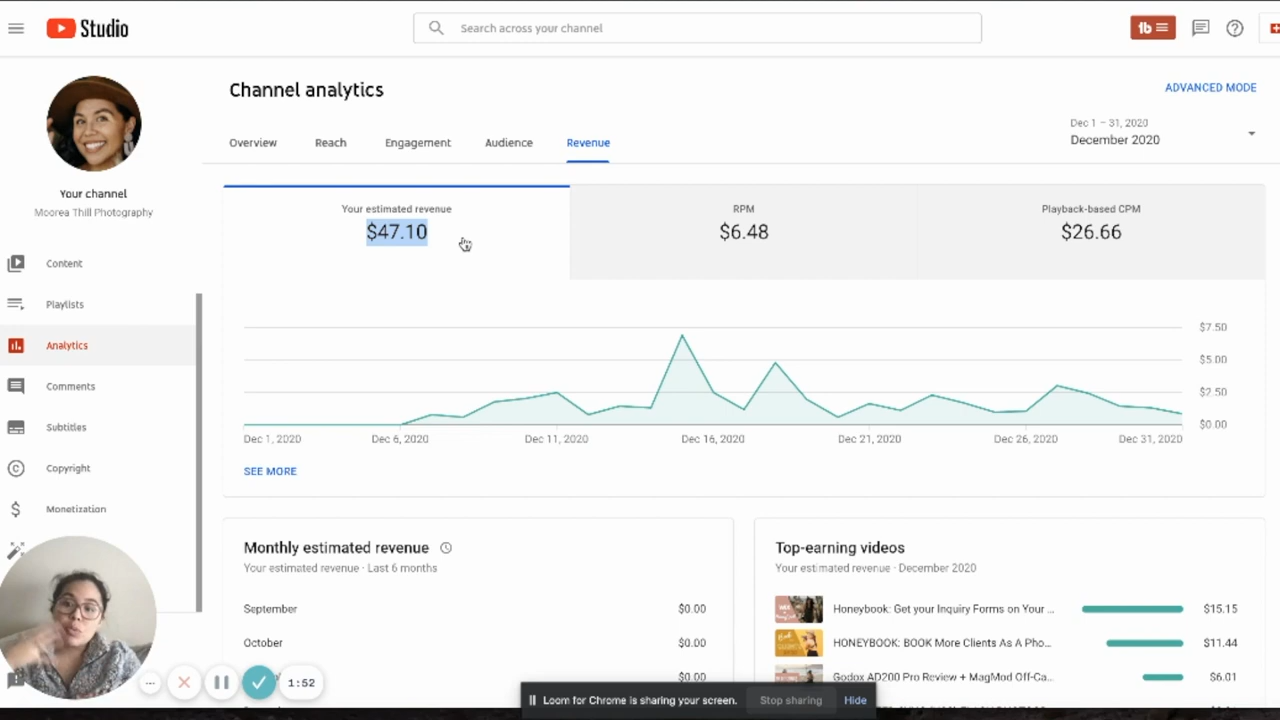 Studio
Search across your channel
tb
Channel analytics
ADVANCED MODE
Dec 1 – 31, 2020
December 2020
Overview
Reach
Engagement
Audience
Revenue
Your channel
Moorea Thill Photography
Content
Playlists
Analytics
Comments
Subtitles
Copyright
Monetization
Your estimated revenue
$47.10
RPM
$6.48
Playback-based CPM
$26.66
$7.50
$5.00
$2.50
$0.00
Dec 1, 2020
Dec 6, 2020
Dec 11, 2020
Dec 16, 2020
Dec 21, 2020
Dec 26, 2020
Dec 31, 2020
SEE MORE
Monthly estimated revenue
Your estimated revenue · Last 6 months
September $0.00
October $0.00
Top-earning videos
Your estimated revenue · December 2020
Honeybook: Get your Inquiry Forms on Your ... $15.15
HONEYBOOK: BOOK More Clients As A Pho... $11.44
Godox AD200 Pro Review + MagMod Off-Ca... $6.01
1:52
Loom for Chrome is sharing your screen.
Stop sharing
Hide